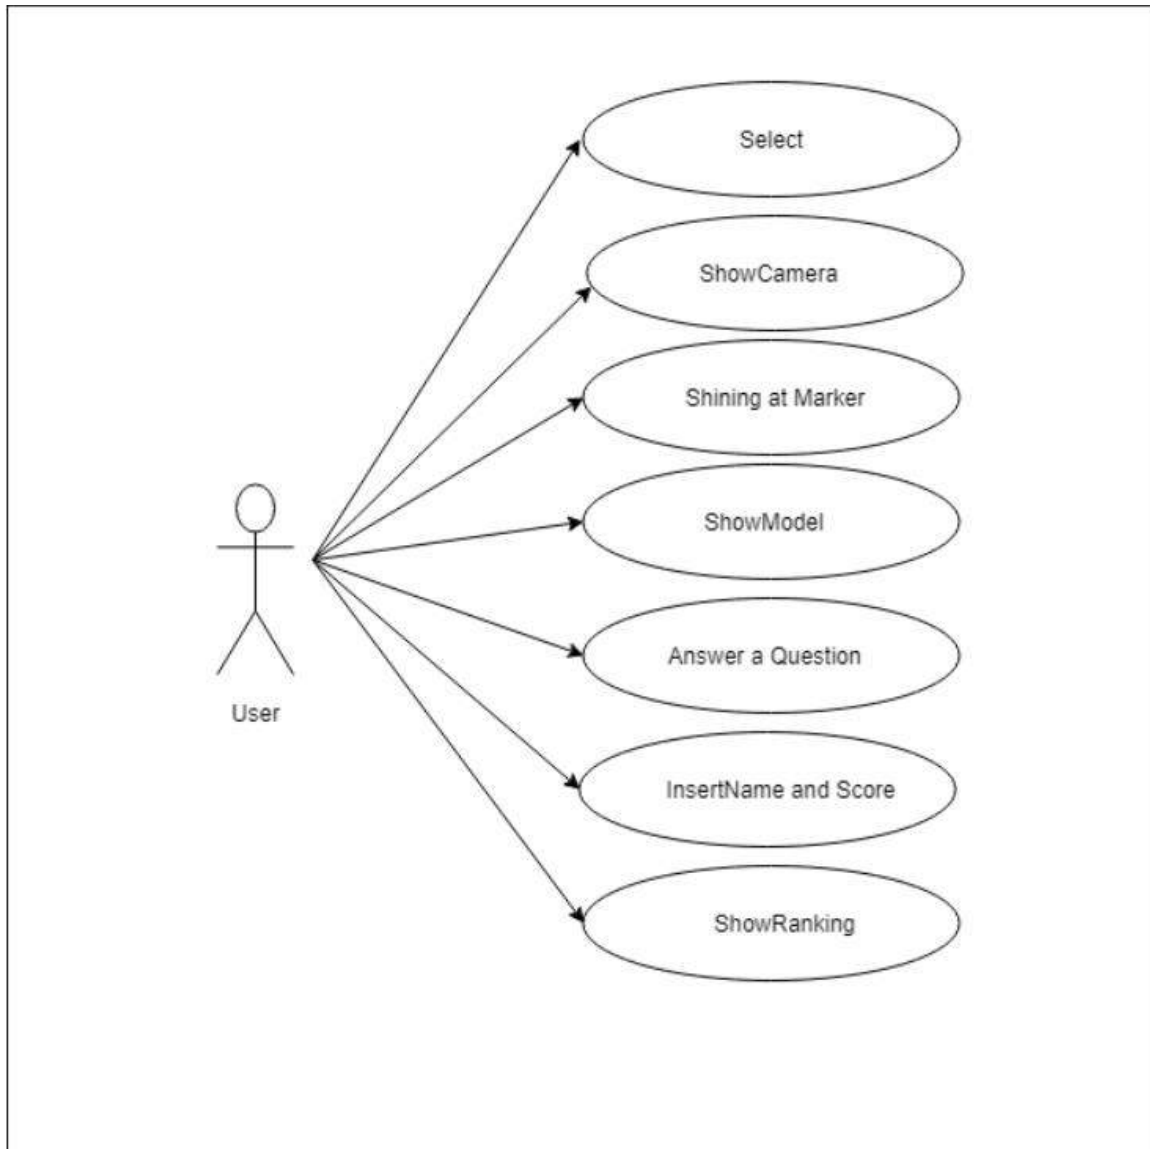 Select
ShowCamera
Shining at Marker
ShowModel
Answer a Question
User
InsertName and Score
ShowRanking